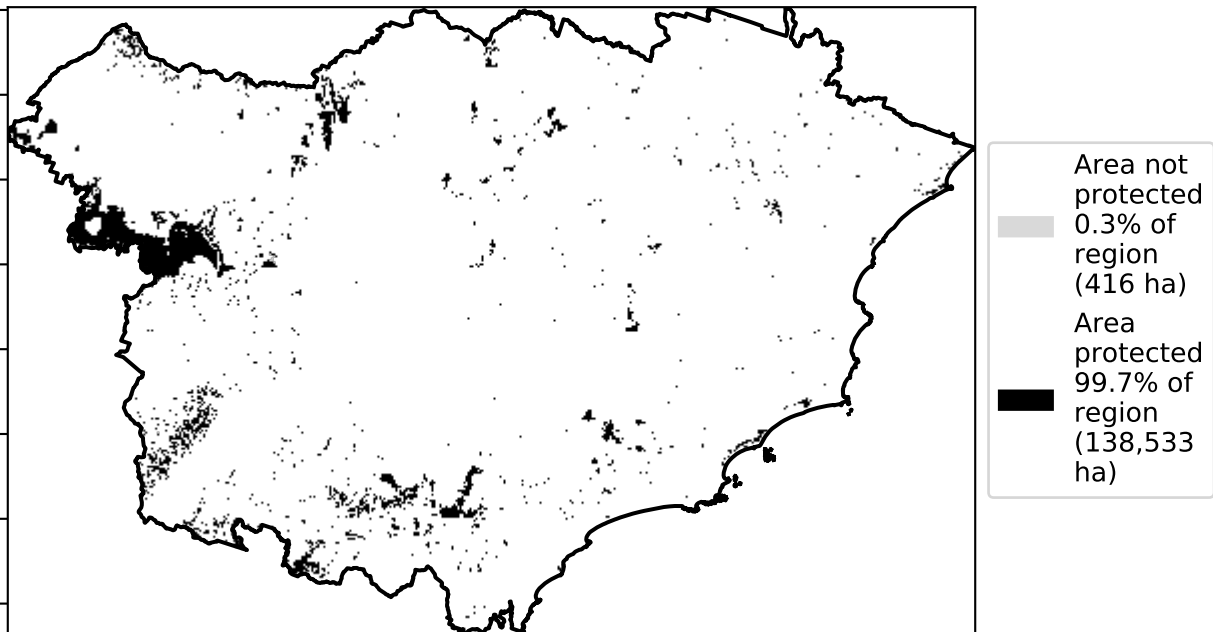 Area not
protected
0.3% of
region
(416 ha)
Area
protected
99.7% of
region
(138,533
ha)